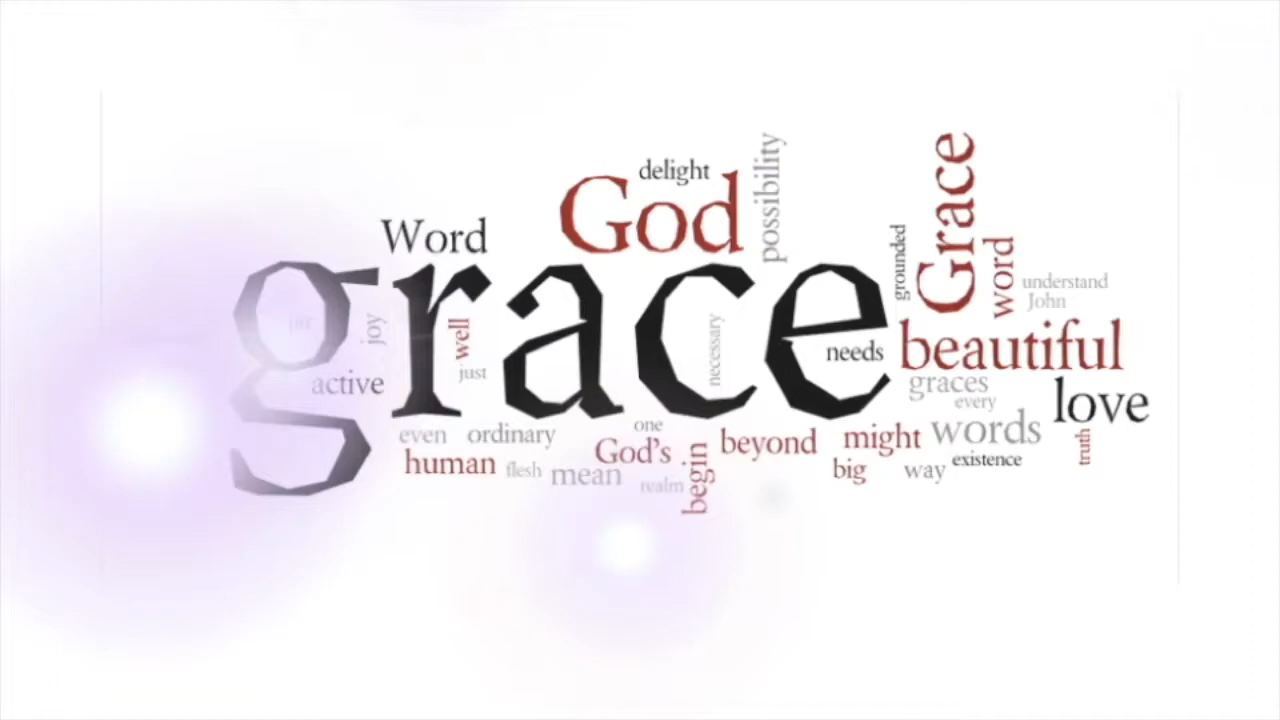 delight
God
possibility
Grace
Word
grace
grounded
word
understand
John
joy
well
just
necessary
needs
beautiful
active
graces
every
love
even
ordinary
one
God's
beyond
might
words
truth
human
flesh
mean
realm
begin
big
way
existence